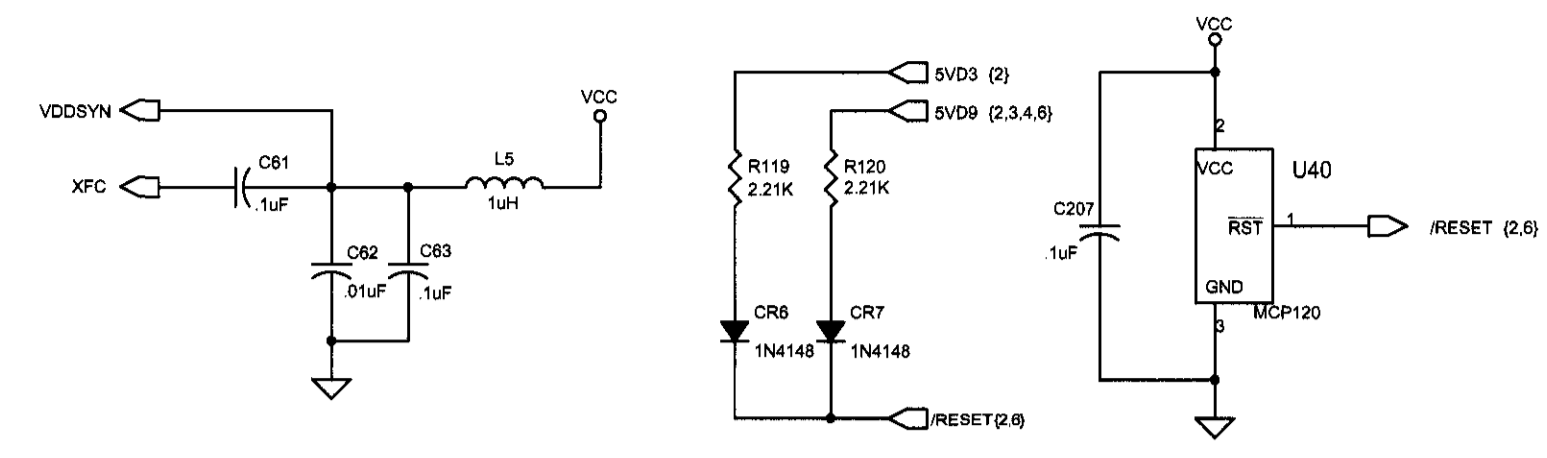 VDDSYN
XFC
C61
.1uF
C62
.01uF
C63
.1uF
L5
1uH
VCC
5VD3 {2}
5VD9 {2,3,4,6}
R119
2.21K
R120
2.21K
CR6
1N4148
CR7
1N4148
/RESET{2,6}
VCC
C207
.1uF
2
VCC
U40
RST
1
/RESET {2,6}
GND
MCP120
3